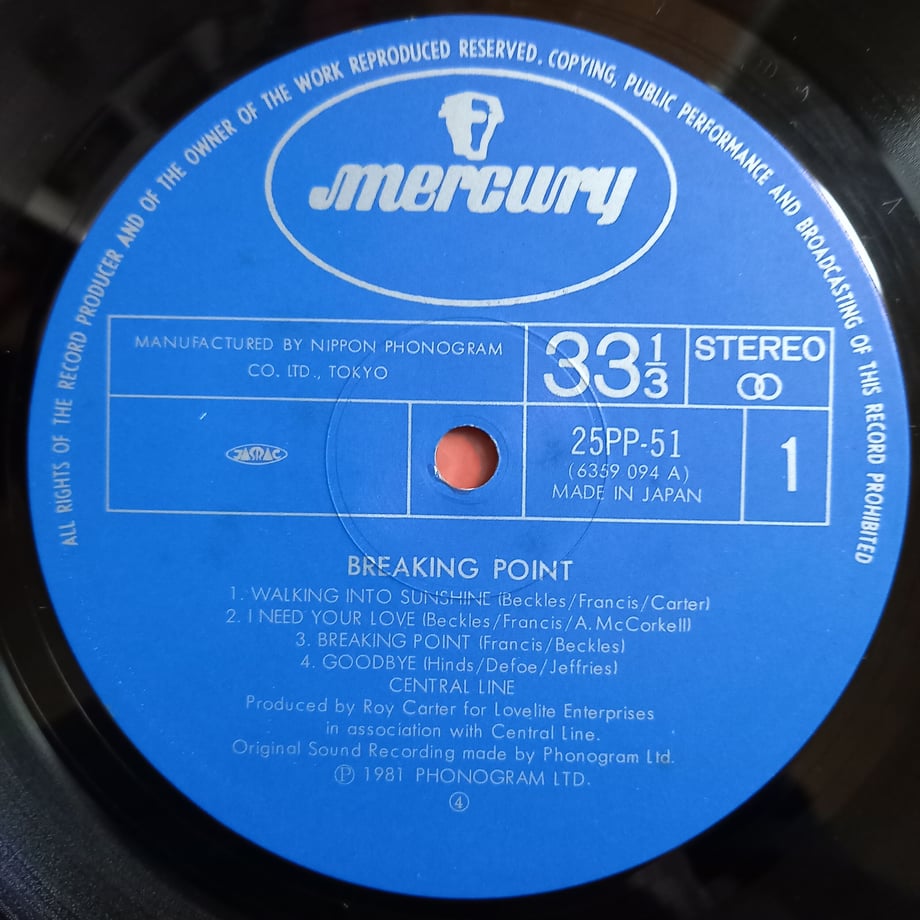 ALL RIGHTS OF THE RECORD PRODUCER AND OF THE OWNER OF THE WORK REPRODUCED RESERVED. COPYING, PUBLIC PERFORMANCE AND BROADCASTING OF THIS RECORD PROHIBITED
mercury
MANUFACTURED BY NIPPON PHONOGRAM
CO. LTD., TOKYO
33 1/3
STEREO
JASRAC
25PP-51
(6359 094 A)
MADE IN JAPAN
1
BREAKING POINT
1. WALKING INTO SUNSHINE (Beckles/Francis/Carter)
2. I NEED YOUR LOVE (Beckles/Francis/A. McCorkell)
3. BREAKING POINT (Francis/Beckles)
4. GOODBYE (Hinds/Defoe/Jeffries)
CENTRAL LINE
Produced by Roy Carter for Lovelite Enterprises
in association with Central Line.
Original Sound Recording made by Phonogram Ltd.
Ⓟ 1981 PHONOGRAM LTD.
④